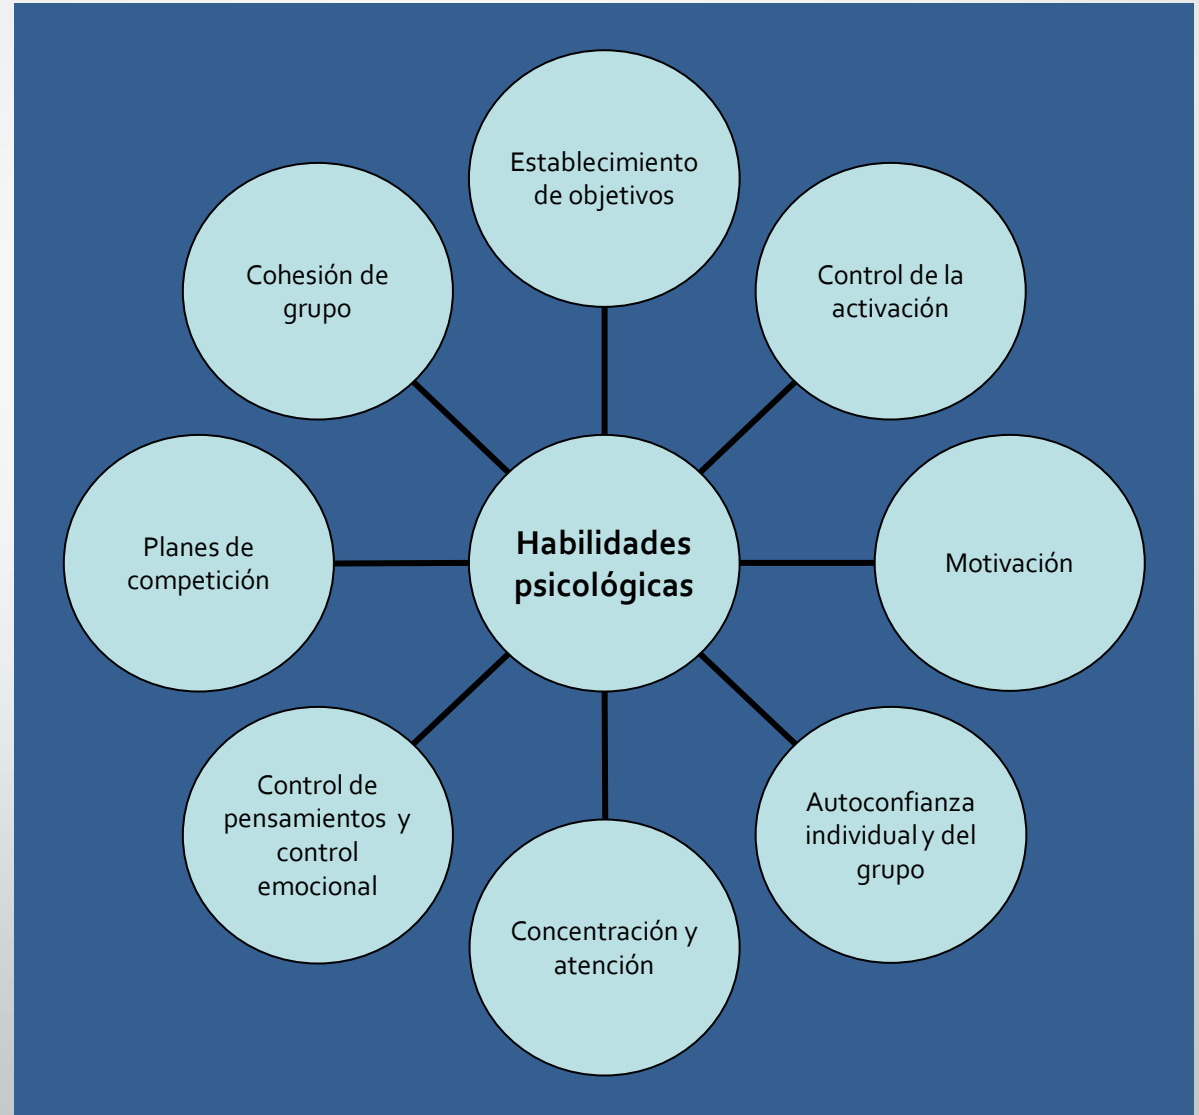 Establecimiento
de objetivos
Control de la
activación
Motivación
Autoconfianza
individual y del
grupo
Concentración y
atención
Control de
pensamientos y
control
emocional
Planes de
competición
Cohesión de
grupo
Habilidades
psicológicas